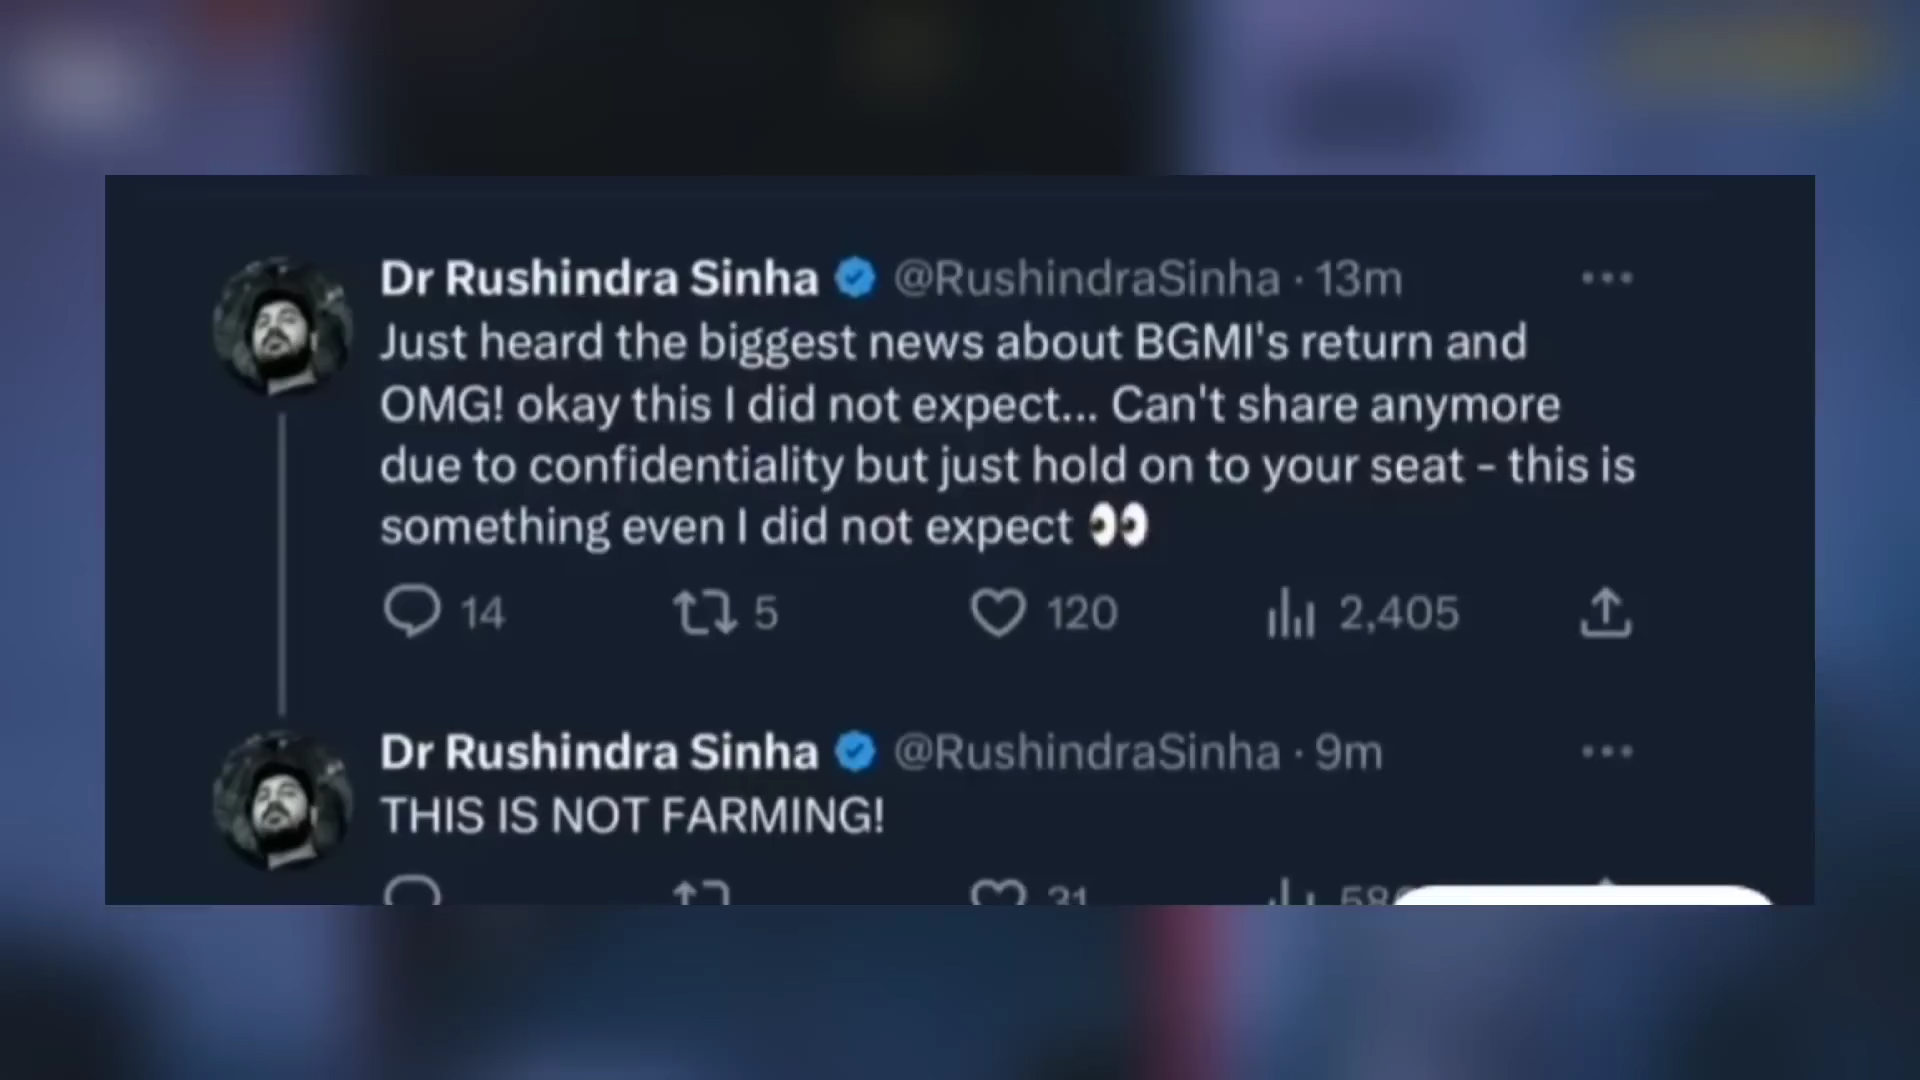 Dr Rushindra Sinha @RushindraSinha · 13m
Just heard the biggest news about BGMI's return and
OMG! okay this I did not expect... Can't share anymore
due to confidentiality but just hold on to your seat - this is
something even I did not expect 👀
14 5 120 2,405
Dr Rushindra Sinha @RushindraSinha · 9m
THIS IS NOT FARMING!
31